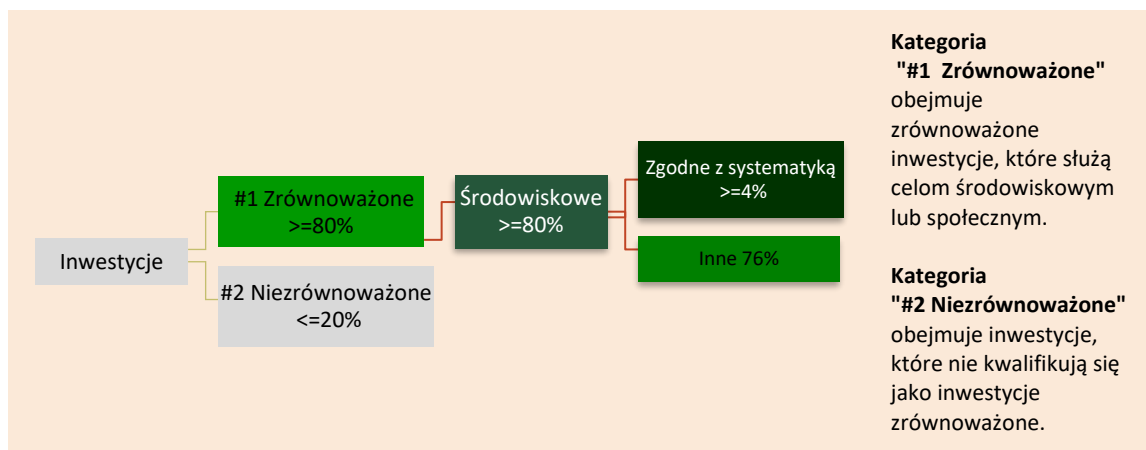 Inwestycje
#1 Zrównoważone
>=80%
#2 Niezrównoważone
<=20%
Środowiskowe
>=80%
Zgodne z systematyką
>=4%
Inne 76%
Kategoria
"#1 Zrównoważone"
obejmuje
zrównoważone
inwestycje, które służą
celom środowiskowym
lub społecznym.
Kategoria
"#2 Niezrównoważone"
obejmuje inwestycje,
które nie kwalifikują się
jako inwestycje
zrównoważone.